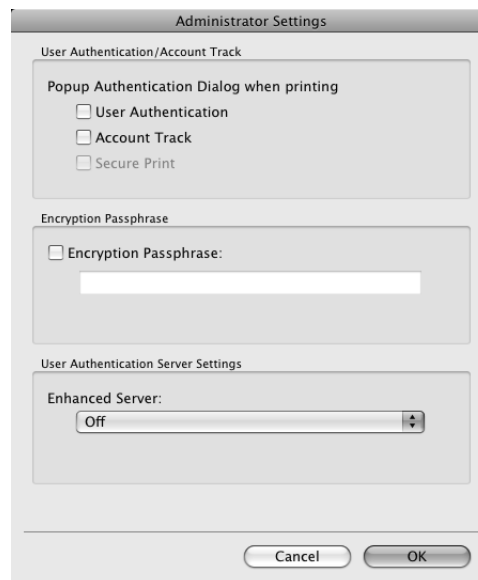 Administrator Settings
User Authentication/Account Track
Popup Authentication Dialog when printing
User Authentication
Account Track
Secure Print
Encryption Passphrase
Encryption Passphrase:
User Authentication Server Settings
Enhanced Server:
Off
Cancel
OK